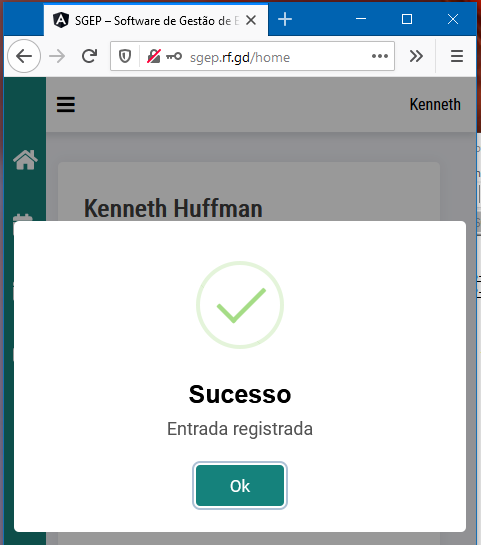 SGEP – Software de Gestão de E
sgep.rf.gd/home
Kenneth
Kenneth Huffman
Sucesso
Entrada registrada
Ok